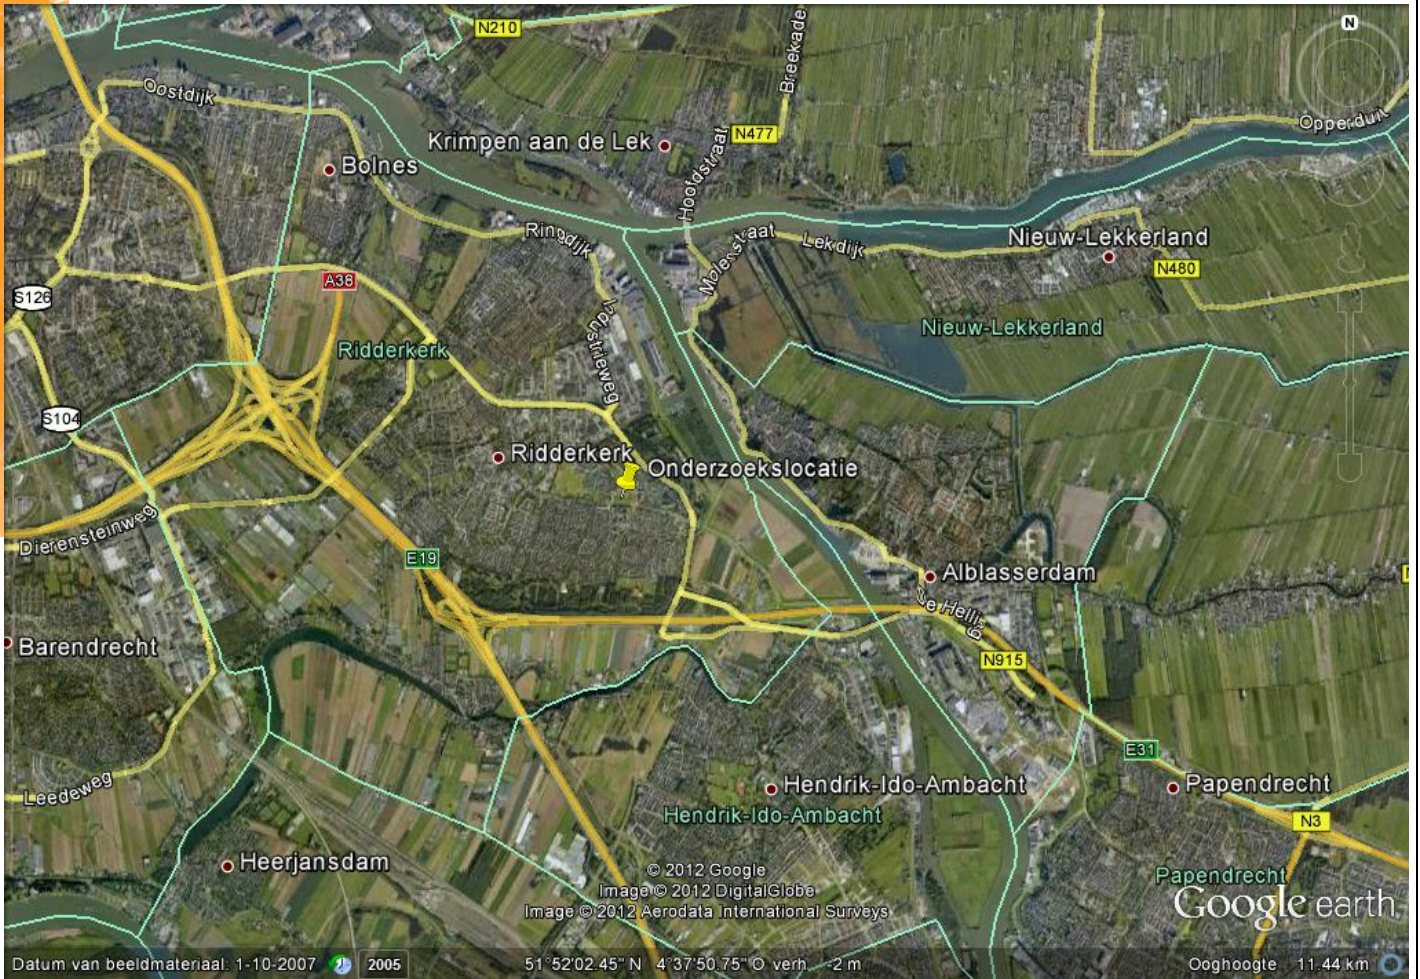 N210
N
Breekade
Oostdijk
Opperduit
Krimpen aan de Lek
N477
Hoofdstraat
Bolnes
Ringdijk
Molenstraat
Lekdijk
Nieuw-Lekkerland
N480
A38
S126
Industrieweg
Nieuw-Lekkerland
Ridderkerk
S104
Ridderkerk
Onderzoekslocatie
Dierensteinweg
E19
Alblasserdam
De Helling
Barendrecht
N915
E31
Leedeweg
Hendrik-Ido-Ambacht
Papendrecht
Hendrik-Ido-Ambacht
N3
Heerjansdam
© 2012 Google
Image © 2012 DigitalGlobe
Image © 2012 Aerodata International Surveys
Papendrecht
Google earth
Datum van beeldmateriaal: 1-10-2007 2005 51°52'02.45" N 4°37'50.75" O verh. -2 m Ooghoogte 11.44 km